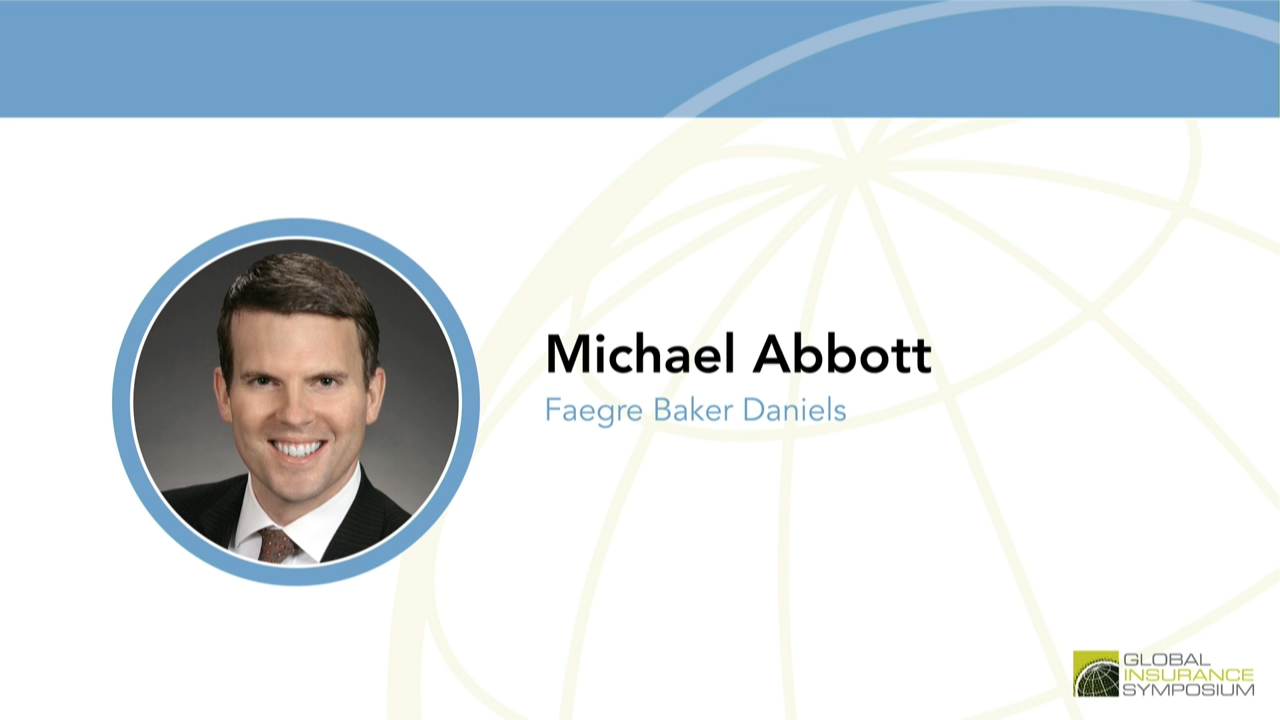 Michael Abbott
Faegre Baker Daniels
GLOBAL
INSURANCE
SYMPOSIUM